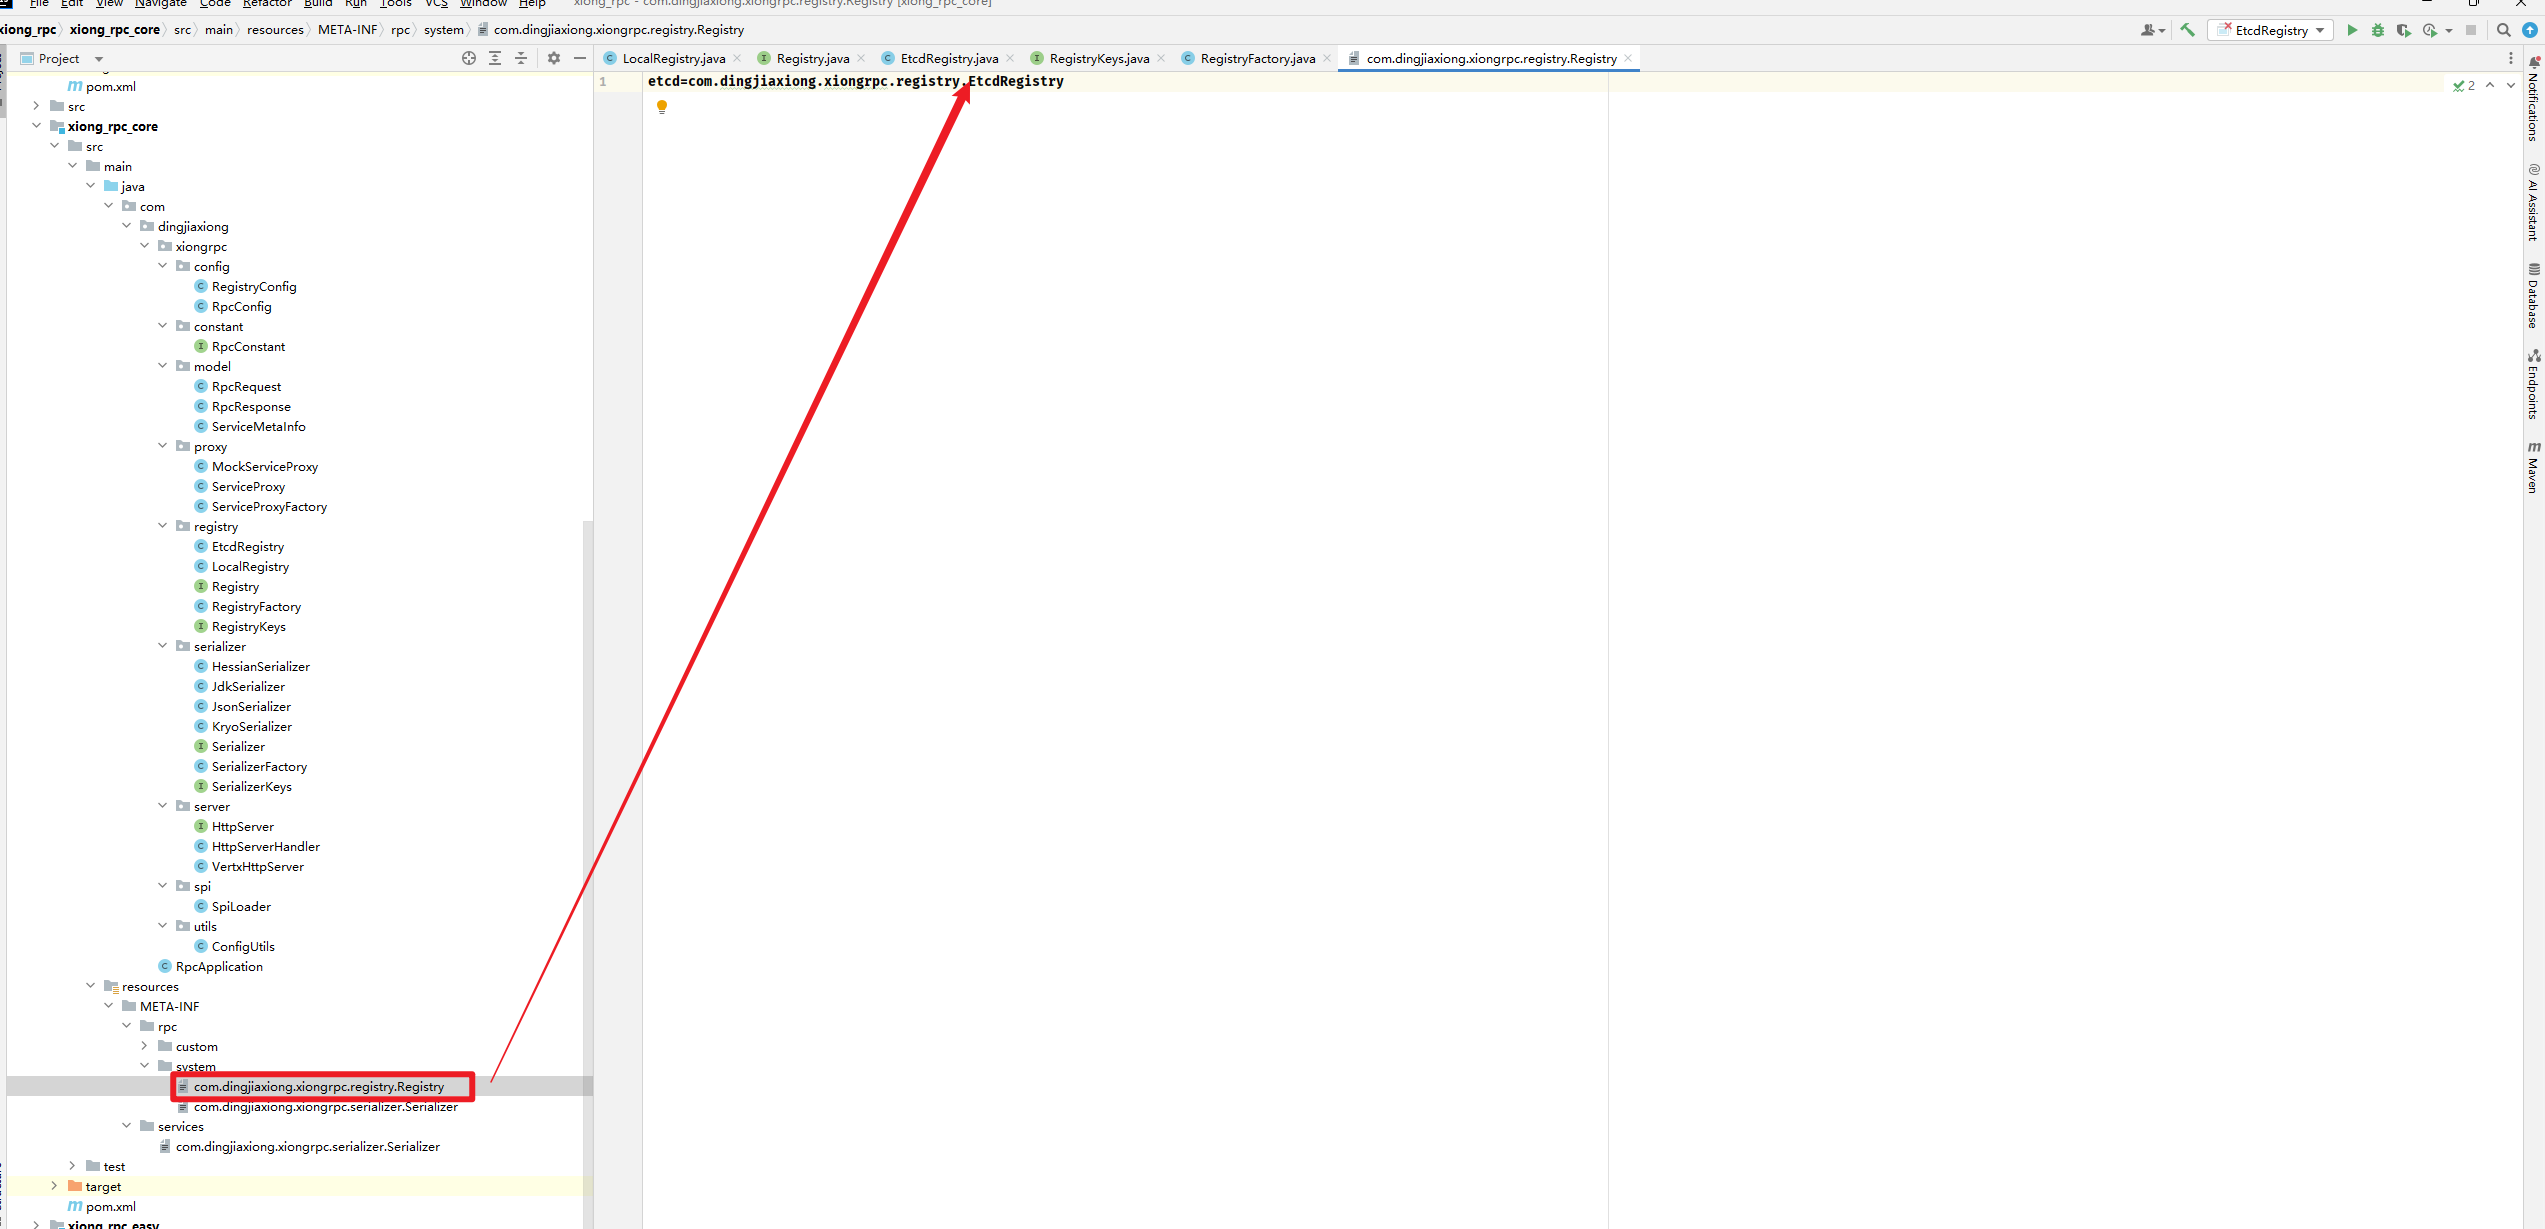 File Edit View Navigate Code Refactor Build Run Tools VCS Window Help xiong_rpc - com.dingjiaxiong.xiongrpc.registry.Registry [xiong_rpc_core]
xiong_rpc xiong_rpc_core src main resources META-INF rpc system com.dingjiaxiong.xiongrpc.registry.Registry EtcdRegistry
Project LocalRegistry.java Registry.java EtcdRegistry.java RegistryKeys.java RegistryFactory.java com.dingjiaxiong.xiongrpc.registry.Registry
1 etcd=com.dingjiaxiong.xiongrpc.registry.EtcdRegistry
2
pom.xml
src
xiong_rpc_core
src
main
java
com
dingjiaxiong
xiongrpc
config
RegistryConfig
RpcConfig
constant
RpcConstant
model
RpcRequest
RpcResponse
ServiceMetaInfo
proxy
MockServiceProxy
ServiceProxy
ServiceProxyFactory
registry
EtcdRegistry
LocalRegistry
Registry
RegistryFactory
RegistryKeys
serializer
HessianSerializer
JdkSerializer
JsonSerializer
KryoSerializer
Serializer
SerializerFactory
SerializerKeys
server
HttpServer
HttpServerHandler
VertxHttpServer
spi
SpiLoader
utils
ConfigUtils
RpcApplication
resources
META-INF
rpc
custom
system
com.dingjiaxiong.xiongrpc.registry.Registry
com.dingjiaxiong.xiongrpc.serializer.Serializer
services
com.dingjiaxiong.xiongrpc.serializer.Serializer
test
target
pom.xml
xiong_rpc_easy
Notifications
AI Assistant
Database
Endpoints
Maven